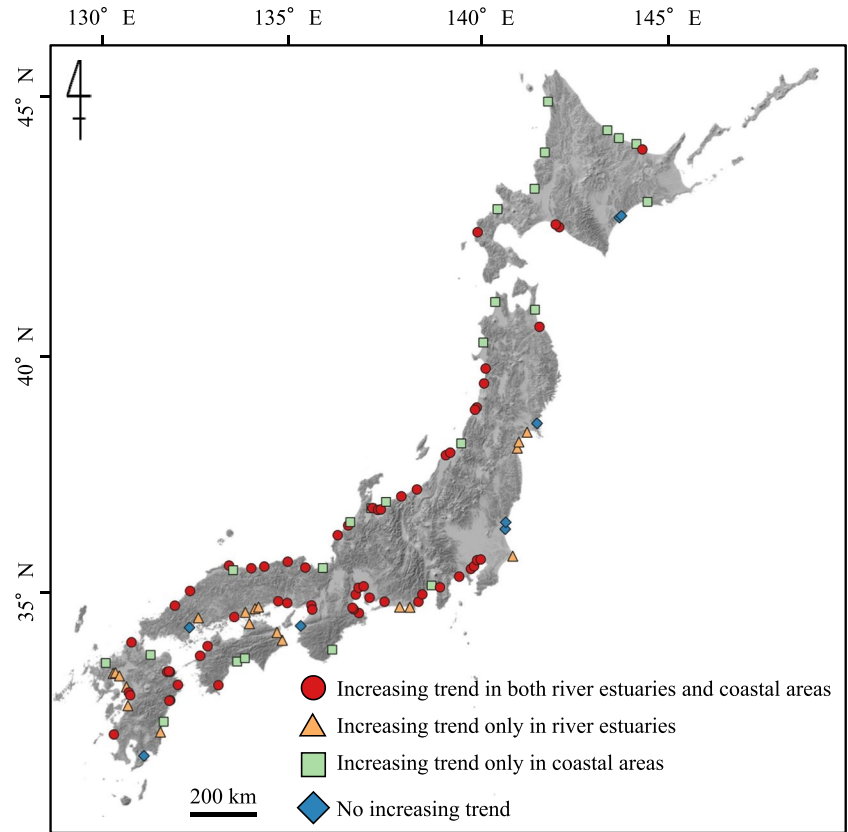 130° E 135° E 140° E 145° E
45° N
40° N
35° N
Increasing trend in both river estuaries and coastal areas
Increasing trend only in river estuaries
Increasing trend only in coastal areas
No increasing trend
200 km